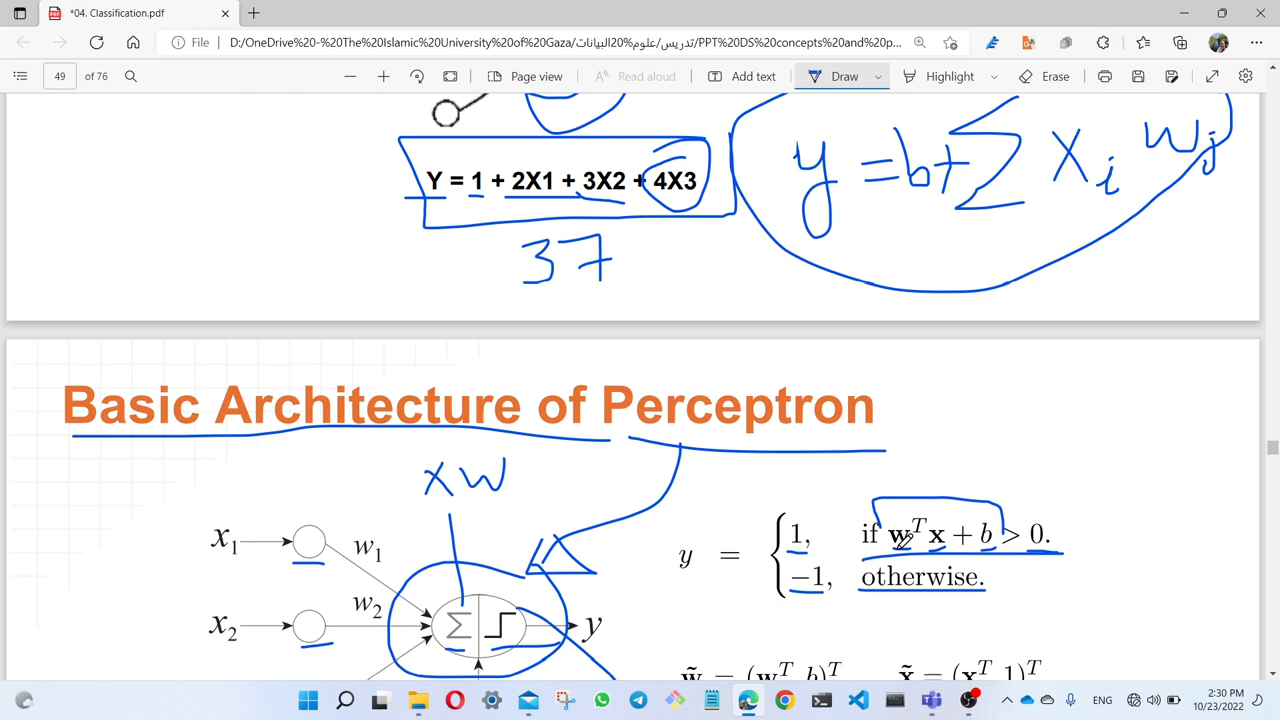 *04. Classification.pdf
File | D:/OneDrive%20-%20The%20Islamic%20University%20of%20Gaza/تدريس/علوم%20البيانات/PPT%20DS%20concepts%20and%20p...
49 of 76 Page view Read aloud Add text Draw Highlight Erase
Y = 1 + 2X1 + 3X2 + 4X3
y = b + ∑ Xi wj
37
Basic Architecture of Perceptron
X W
x1 w1
x2 w2
∑ y
y = { 1, if wᵀx + b > 0.
−1, otherwise.
w̃ = (wᵀ b)ᵀ x̃ = (xᵀ 1)ᵀ
ENG 2:30 PM
10/23/2022